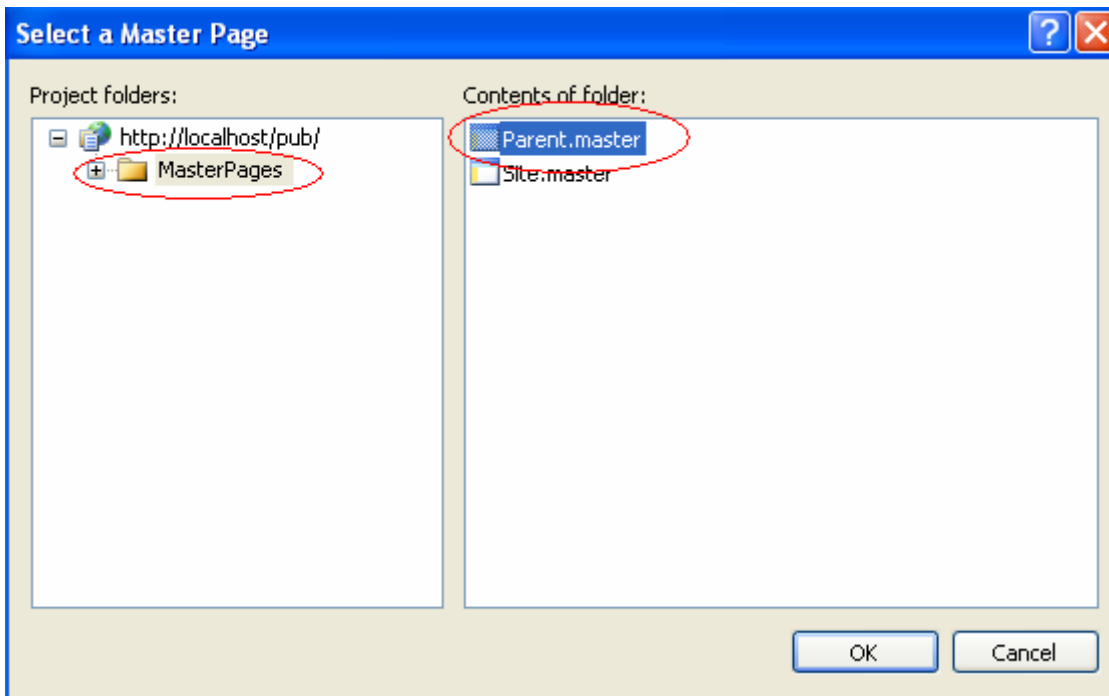 Select a Master Page
Project folders:
Contents of folder:
http://localhost/pub/
MasterPages
Parent.master
Site.master
OK
Cancel